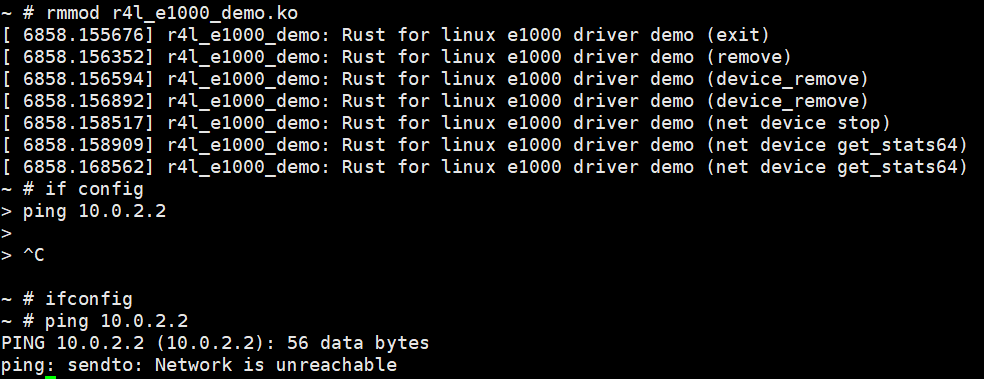 ~ # rmmod r4l_e1000_demo.ko
[ 6858.155676] r4l_e1000_demo: Rust for linux e1000 driver demo (exit)
[ 6858.156352] r4l_e1000_demo: Rust for linux e1000 driver demo (remove)
[ 6858.156594] r4l_e1000_demo: Rust for linux e1000 driver demo (device_remove)
[ 6858.156892] r4l_e1000_demo: Rust for linux e1000 driver demo (device_remove)
[ 6858.158517] r4l_e1000_demo: Rust for linux e1000 driver demo (net device stop)
[ 6858.158909] r4l_e1000_demo: Rust for linux e1000 driver demo (net device get_stats64)
[ 6858.168562] r4l_e1000_demo: Rust for linux e1000 driver demo (net device get_stats64)
~ # if config
> ping 10.0.2.2
>
> ^C
~ # ifconfig
~ # ping 10.0.2.2
PING 10.0.2.2 (10.0.2.2): 56 data bytes
ping: sendto: Network is unreachable